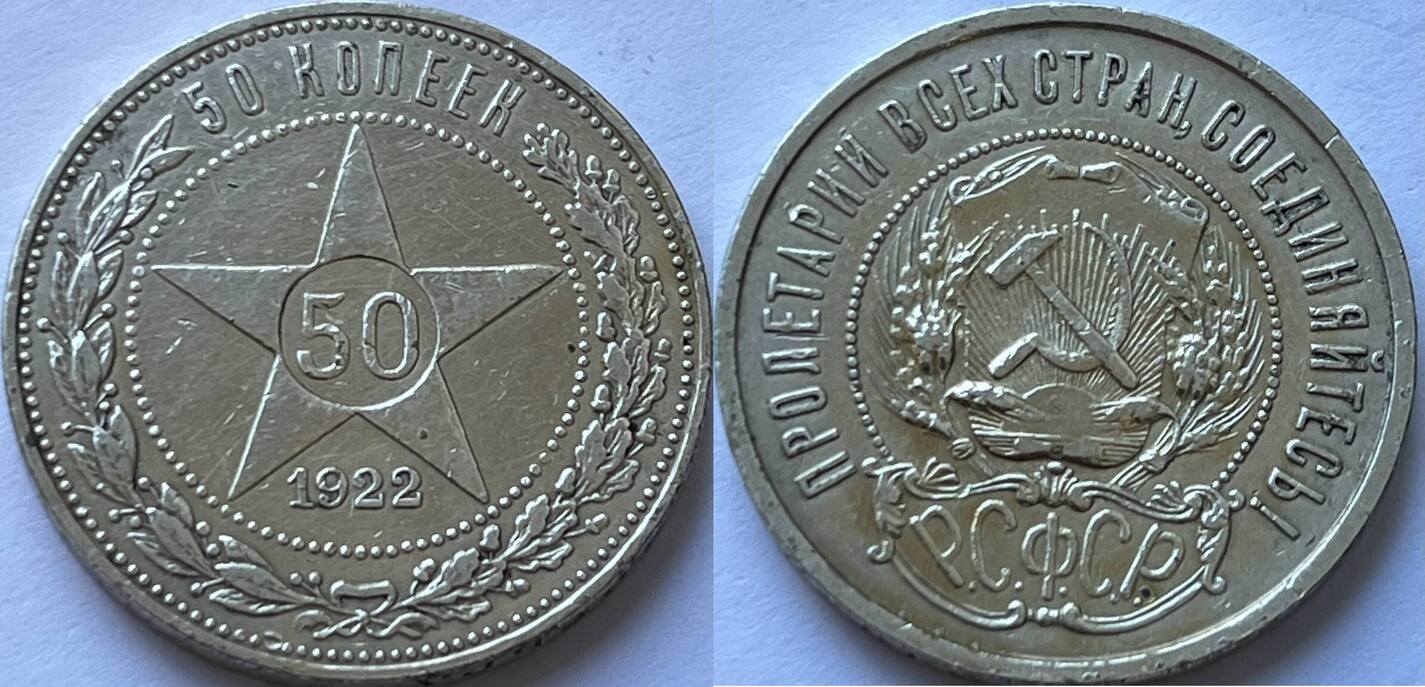 50 КОПЕЕК
50
1922
ПРОЛЕТАРИИ ВСЕХ СТРАН, СОЕДИНЯЙТЕСЬ!
Р.С.Ф.С.Р.